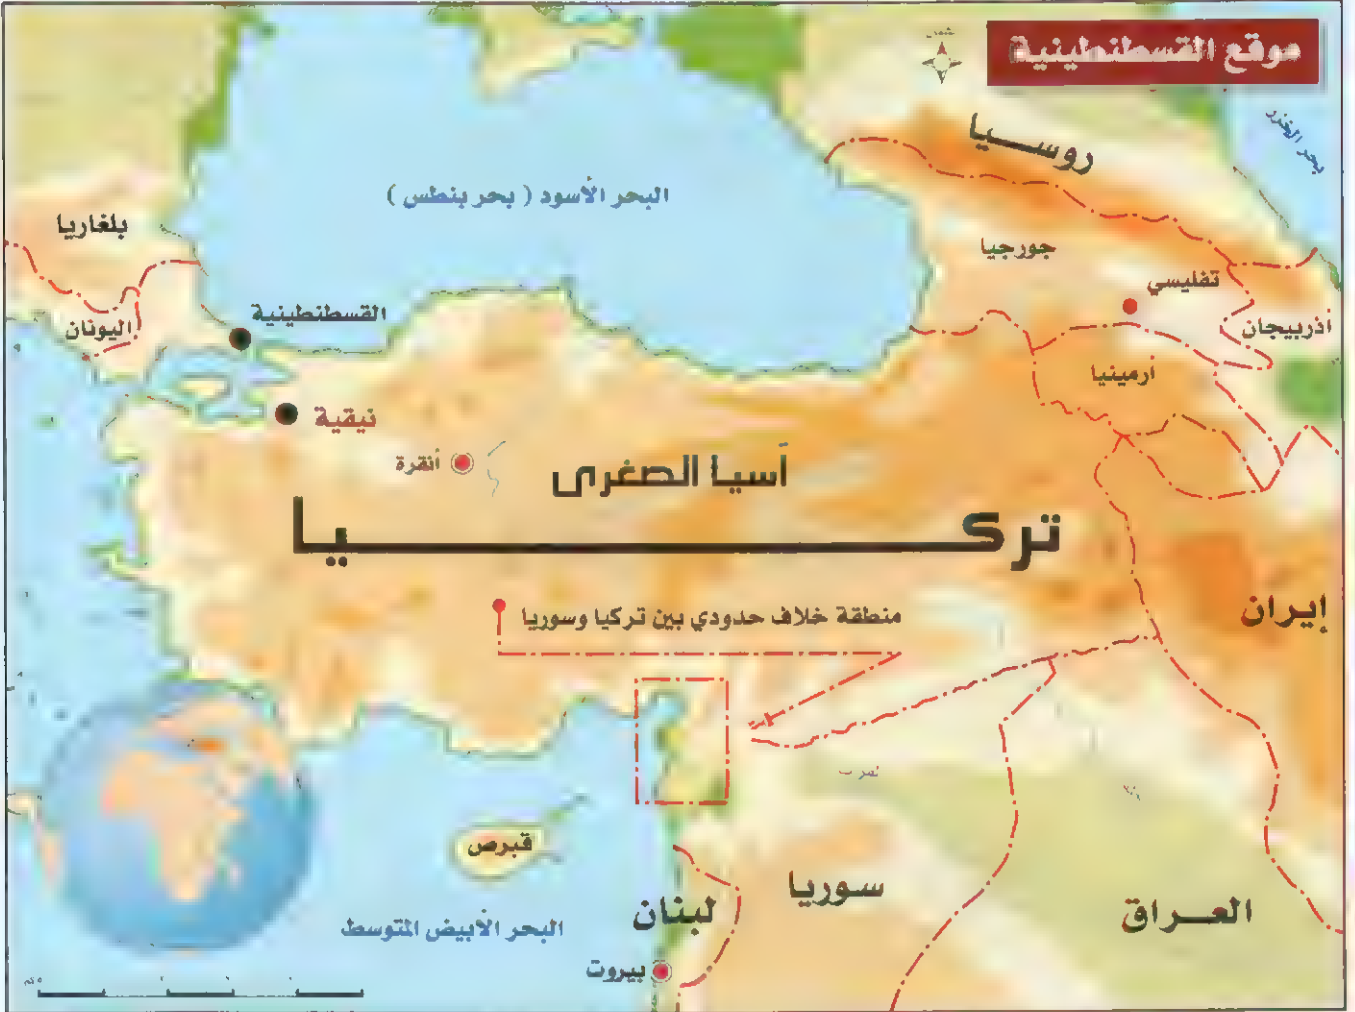 موقع القسطنطينية
شمال
روسيا
بحر الخزر
البحر الأسود ( بحر بنطس )
بلغاريا
جورجيا
تفليسي
القسطنطينية
أذربيجان
اليونان
أرمينيا
نيقية
أنقرة
آسيا الصغرى
تركيا
إيران
منطقة خلاف حدودي بين تركيا وسوريا
قبرص
سوريا
لبنان
العراق
البحر الأبيض المتوسط
بيروت